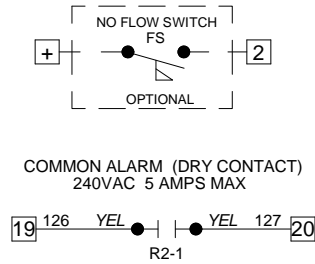 NO FLOW SWITCH
FS
+ 2
OPTIONAL
COMMON ALARM (DRY CONTACT)
240VAC 5 AMPS MAX
19 126 YEL YEL 127 20
R2-1